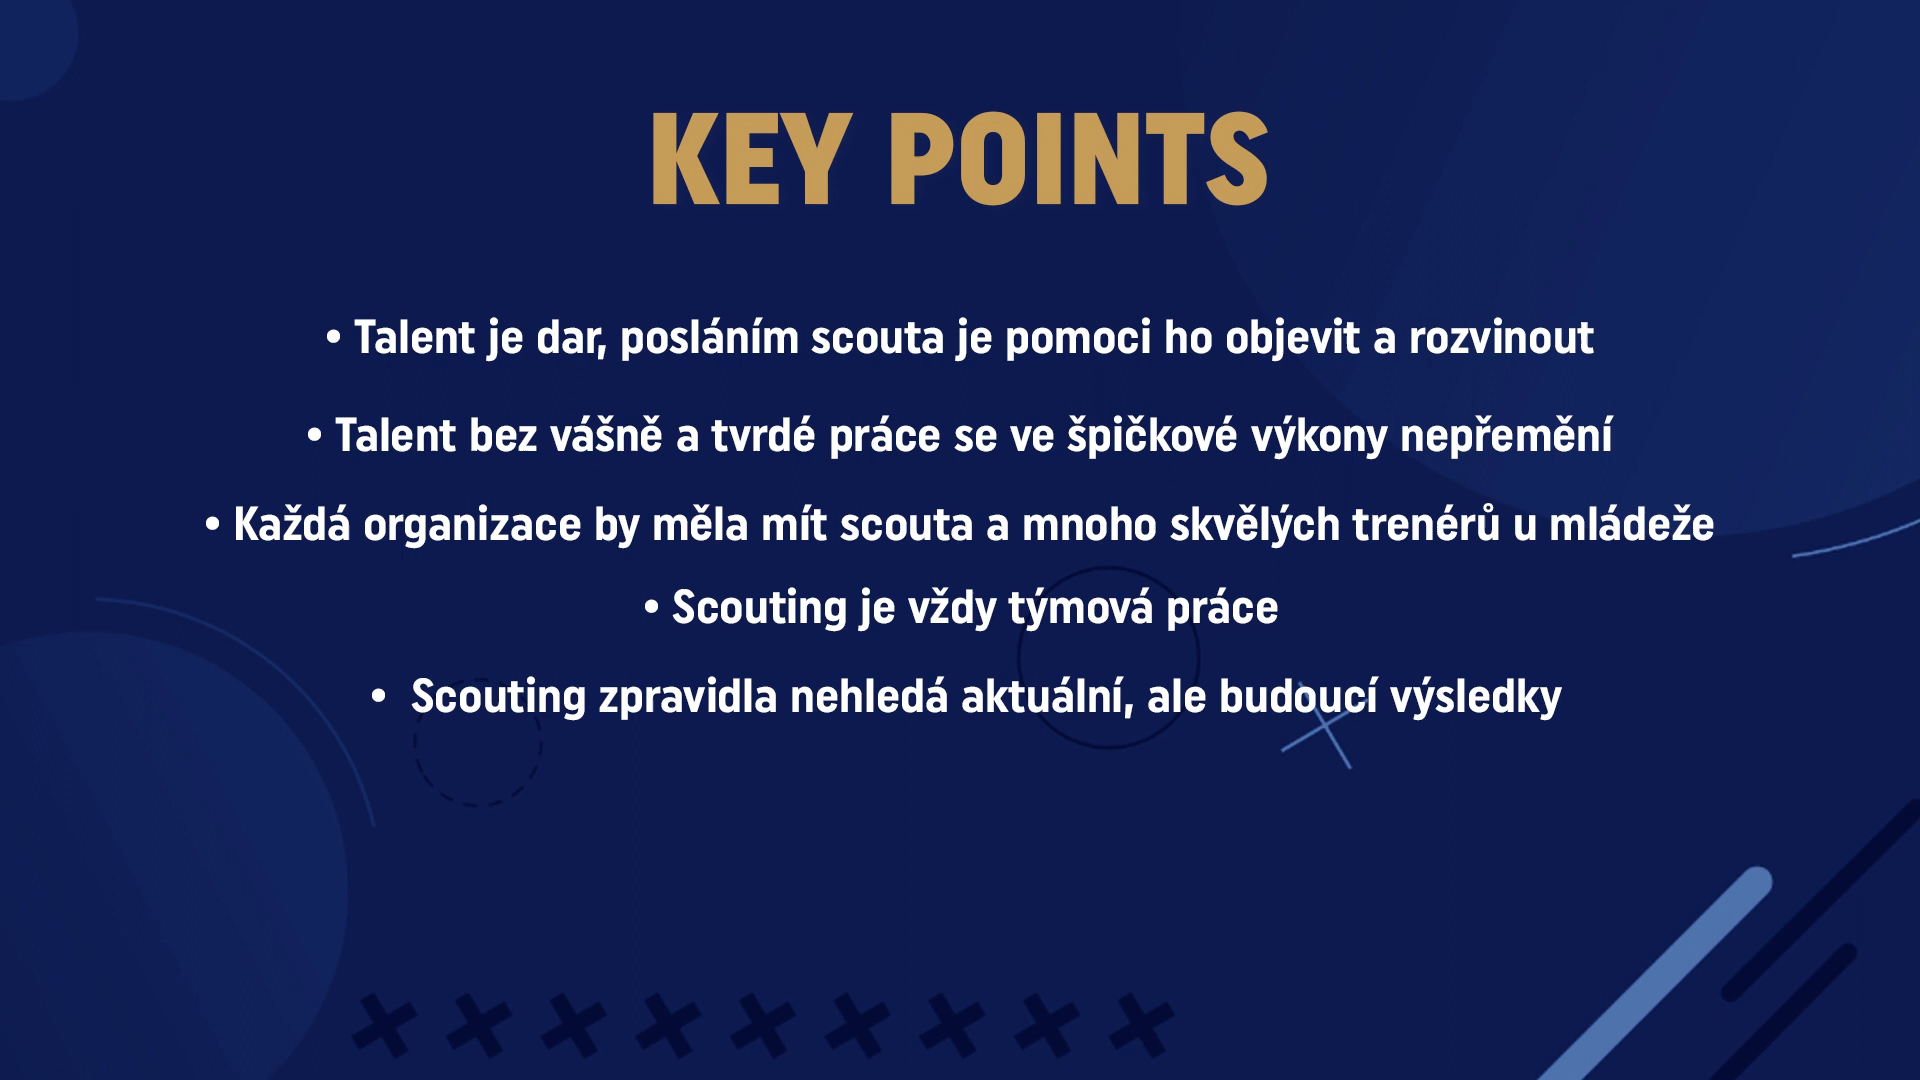 KEY POINTS
• Talent je dar, posláním scouta je pomoci ho objevit a rozvinout
• Talent bez vášně a tvrdé práce se ve špičkové výkony nepřemění
• Každá organizace by měla mít scouta a mnoho skvělých trenérů u mládeže
• Scouting je vždy týmová práce
• Scouting zpravidla nehledá aktuální, ale budoucí výsledky